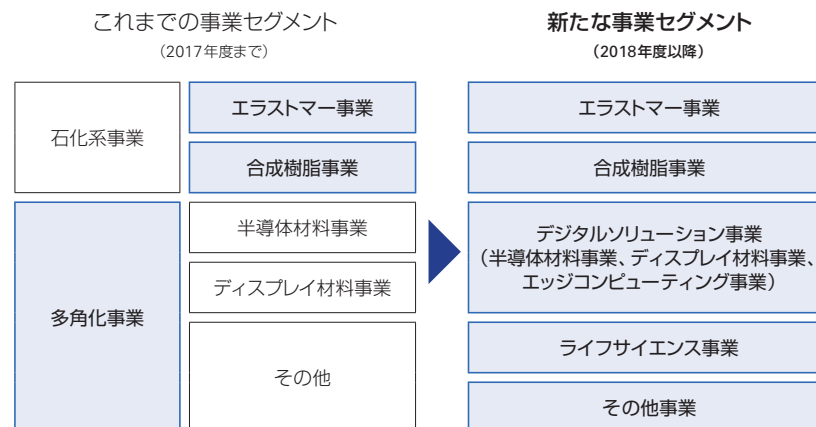 これまでの事業セグメント
（2017年度まで）
石化系事業
エラストマー事業
合成樹脂事業
多角化事業
半導体材料事業
ディスプレイ材料事業
その他
新たな事業セグメント
（2018年度以降）
エラストマー事業
合成樹脂事業
デジタルソリューション事業
（半導体材料事業、ディスプレイ材料事業、
エッジコンピューティング事業）
ライフサイエンス事業
その他事業